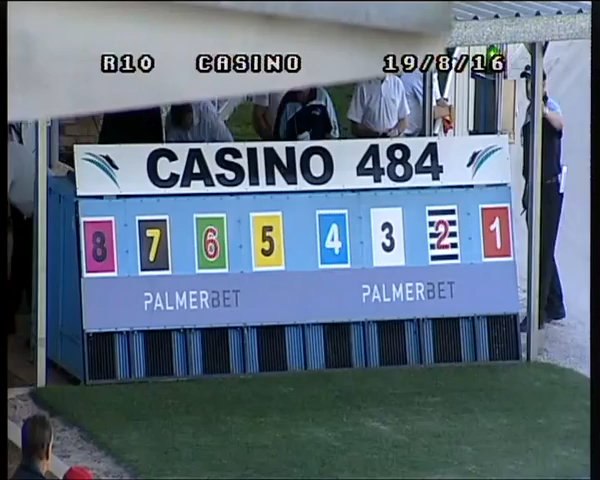 R10 CASINO 19/8/16
CASINO 484
8 7 6 5 4 3 2 1
PALMERBET PALMERBET